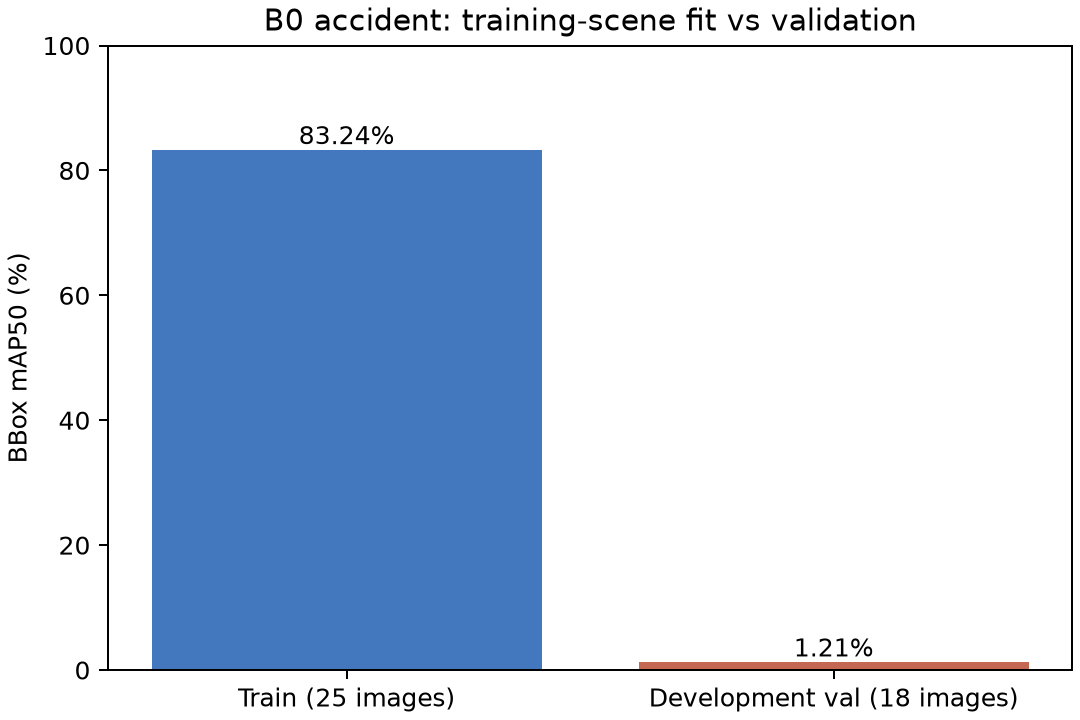 B0 accident: training-scene fit vs validation
BBox mAP50 (%)
100
80
60
40
20
0
83.24%
1.21%
Train (25 images)
Development val (18 images)